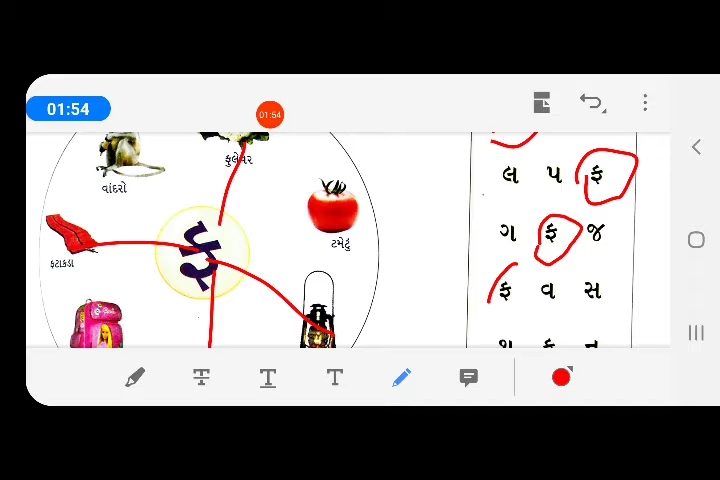 01:54
01:54
ફુલેવર
વાંદરો
ટમેટું
ફટાકડા
ફ
લ પ ફ
ગ ફ જ
ફ વ સ